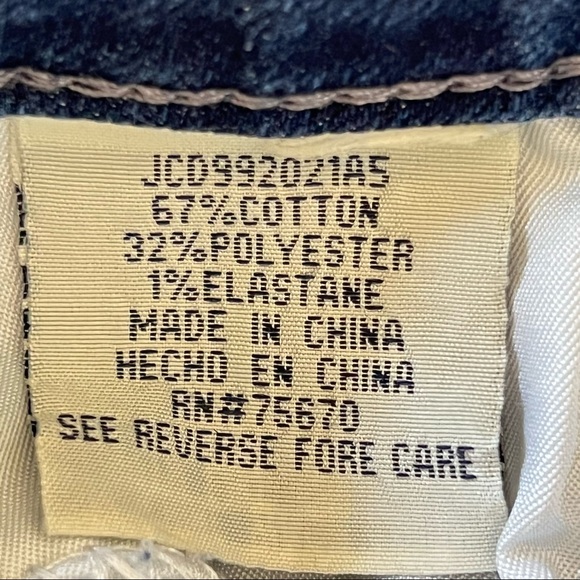 JCD992021A5
67%COTTON
32%POLYESTER
1%ELASTANE
MADE IN CHINA
HECHO EN CHINA
RN#75670
SEE REVERSE FORE CARE